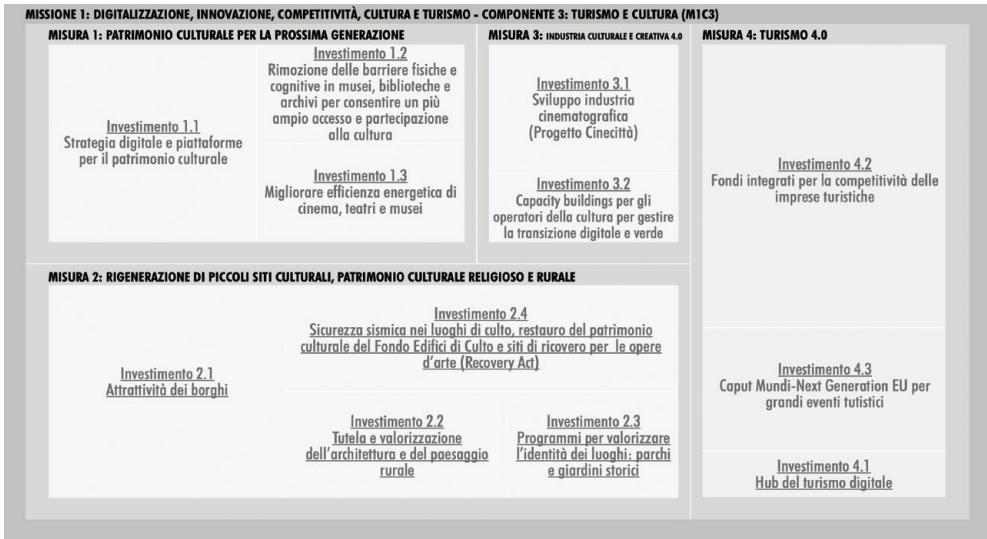 MISSIONE 1: DIGITALIZZAZIONE, INNOVAZIONE, COMPETITIVITÀ, CULTURA E TURISMO - COMPONENTE 3: TURISMO E CULTURA (M1C3)
MISURA 1: PATRIMONIO CULTURALE PER LA PROSSIMA GENERAZIONE
Investimento 1.1
Strategia digitale e piattaforme
per il patrimonio culturale
Investimento 1.2
Rimozione delle barriere fisiche e
cognitive in musei, biblioteche e
archivi per consentire un più
ampio accesso e partecipazione
alla cultura
Investimento 1.3
Migliorare efficienza energetica di
cinema, teatri e musei
MISURA 3: INDUSTRIA CULTURALE E CREATIVA 4.0
Investimento 3.1
Sviluppo industria
cinematografica
(Progetto Cinecittà)
Investimento 3.2
Capacity buildings per gli
operatori della cultura per gestire
la transizione digitale e verde
MISURA 4: TURISMO 4.0
Investimento 4.2
Fondi integrati per la competitività delle
imprese turistiche
Investimento 4.3
Caput Mundi-Next Generation EU per
grandi eventi tutistici
Investimento 4.1
Hub del turismo digitale
MISURA 2: RIGENERAZIONE DI PICCOLI SITI CULTURALI, PATRIMONIO CULTURALE RELIGIOSO E RURALE
Investimento 2.1
Attrattività dei borghi
Investimento 2.4
Sicurezza sismica nei luoghi di culto, restauro del patrimonio
culturale del Fondo Edifici di Culto e siti di ricovero per le opere
d'arte (Recovery Act)
Investimento 2.2
Tutela e valorizzazione
dell'architettura e del paesaggio
rurale
Investimento 2.3
Programmi per valorizzare
l'identità dei luoghi: parchi
e giardini storici